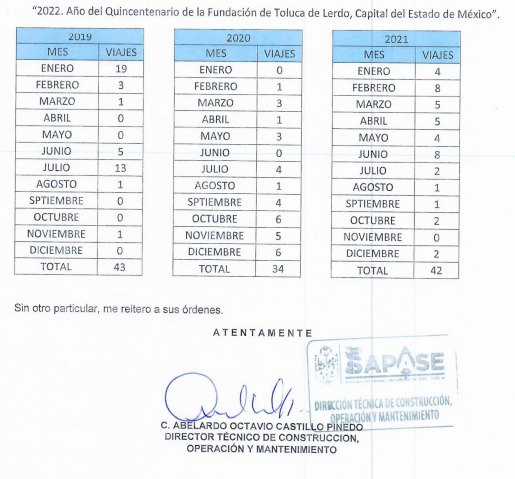 “2022. Año del Quincentenario de la Fundación de Toluca de Lerdo, Capital del Estado de México”.
2019
MES VIAJES
ENERO 19
FEBRERO 3
MARZO 1
ABRIL 0
MAYO 0
JUNIO 5
JULIO 13
AGOSTO 1
SPTIEMBRE 0
OCTUBRE 0
NOVIEMBRE 1
DICIEMBRE 0
TOTAL 43
2020
MES VIAJES
ENERO 0
FEBRERO 1
MARZO 3
ABRIL 1
MAYO 3
JUNIO 0
JULIO 4
AGOSTO 1
SPTIEMBRE 4
OCTUBRE 6
NOVIEMBRE 5
DICIEMBRE 6
TOTAL 34
2021
MES VIAJES
ENERO 4
FEBRERO 8
MARZO 5
ABRIL 5
MAYO 4
JUNIO 8
JULIO 2
AGOSTO 1
SPTIEMBRE 1
OCTUBRE 2
NOVIEMBRE 0
DICIEMBRE 2
TOTAL 42
Sin otro particular, me reitero a sus órdenes.
ATENTAMENTE
SAPASE
DIRECCIÓN TÉCNICA DE CONSTRUCCIÓN,
OPERACIÓN Y MANTENIMIENTO
C. ABELARDO OCTAVIO CASTILLO PINEDO
DIRECTOR TÉCNICO DE CONSTRUCCION,
OPERACIÓN Y MANTENIMIENTO